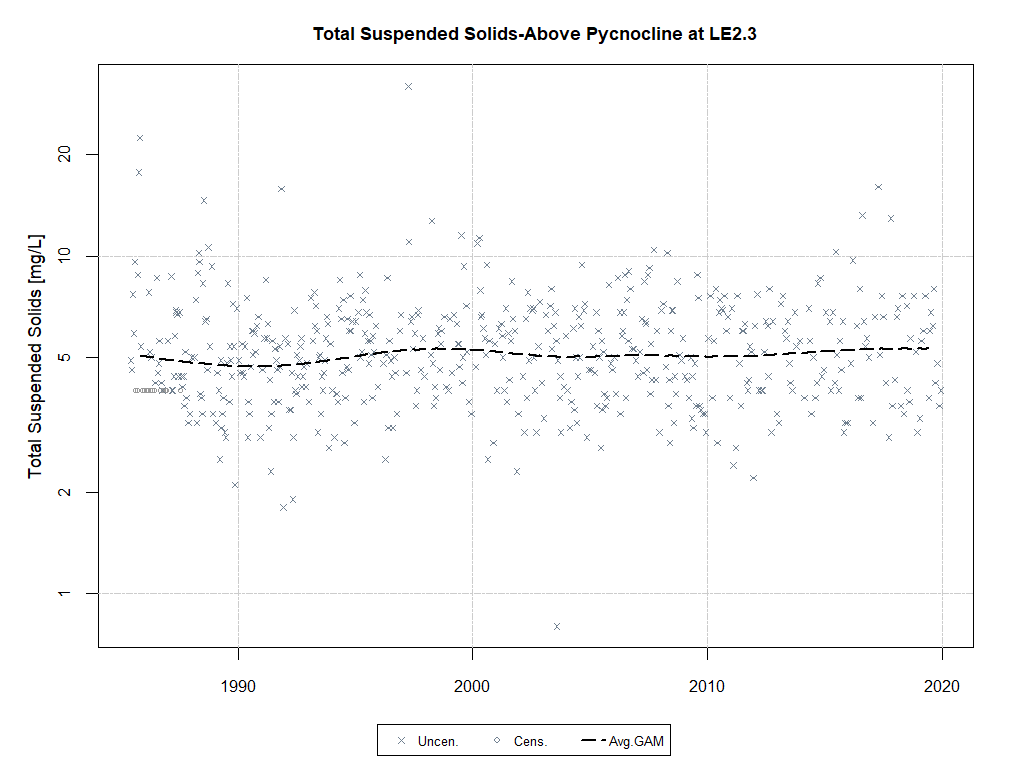 Total Suspended Solids-Above Pycnocline at LE2.3
Total Suspended Solids [mg/L]
20
10
5
2
1
1990 2000 2010 2020
Uncen. Cens. Avg.GAM